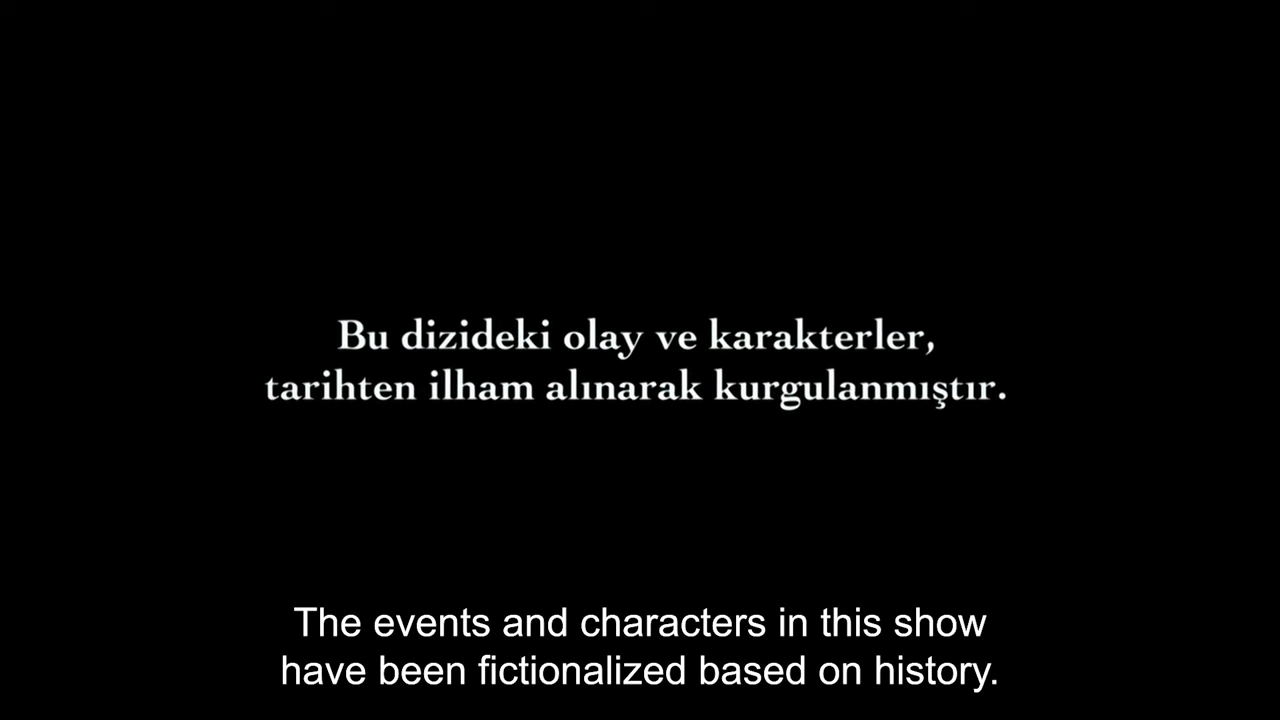 Bu dizideki olay ve karakterler,
tarihten ilham alınarak kurgulanmıştır.
The events and characters in this show
have been fictionalized based on history.